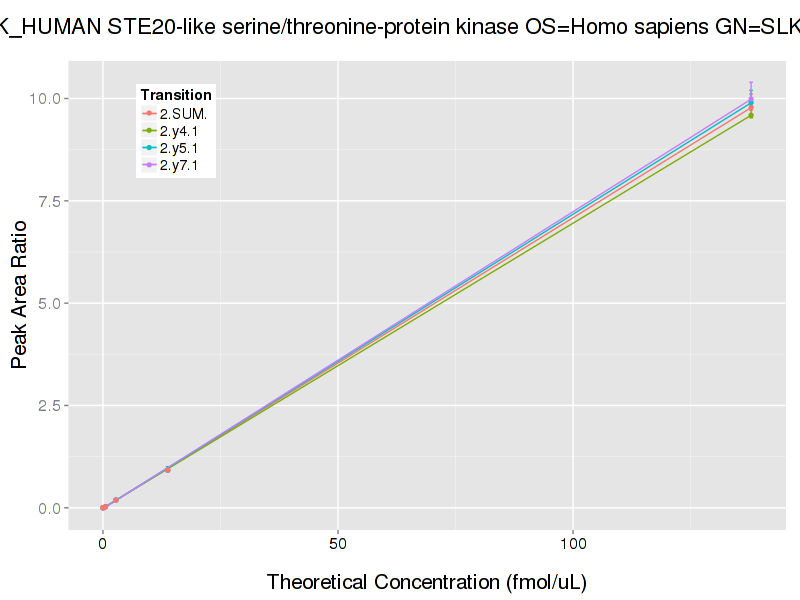 K_HUMAN STE20-like serine/threonine-protein kinase OS=Homo sapiens GN=SLK
Transition
2.SUM.
2.y4.1
2.y5.1
2.y7.1
10.0
7.5
5.0
2.5
0.0
Peak Area Ratio
0 50 100
Theoretical Concentration (fmol/uL)